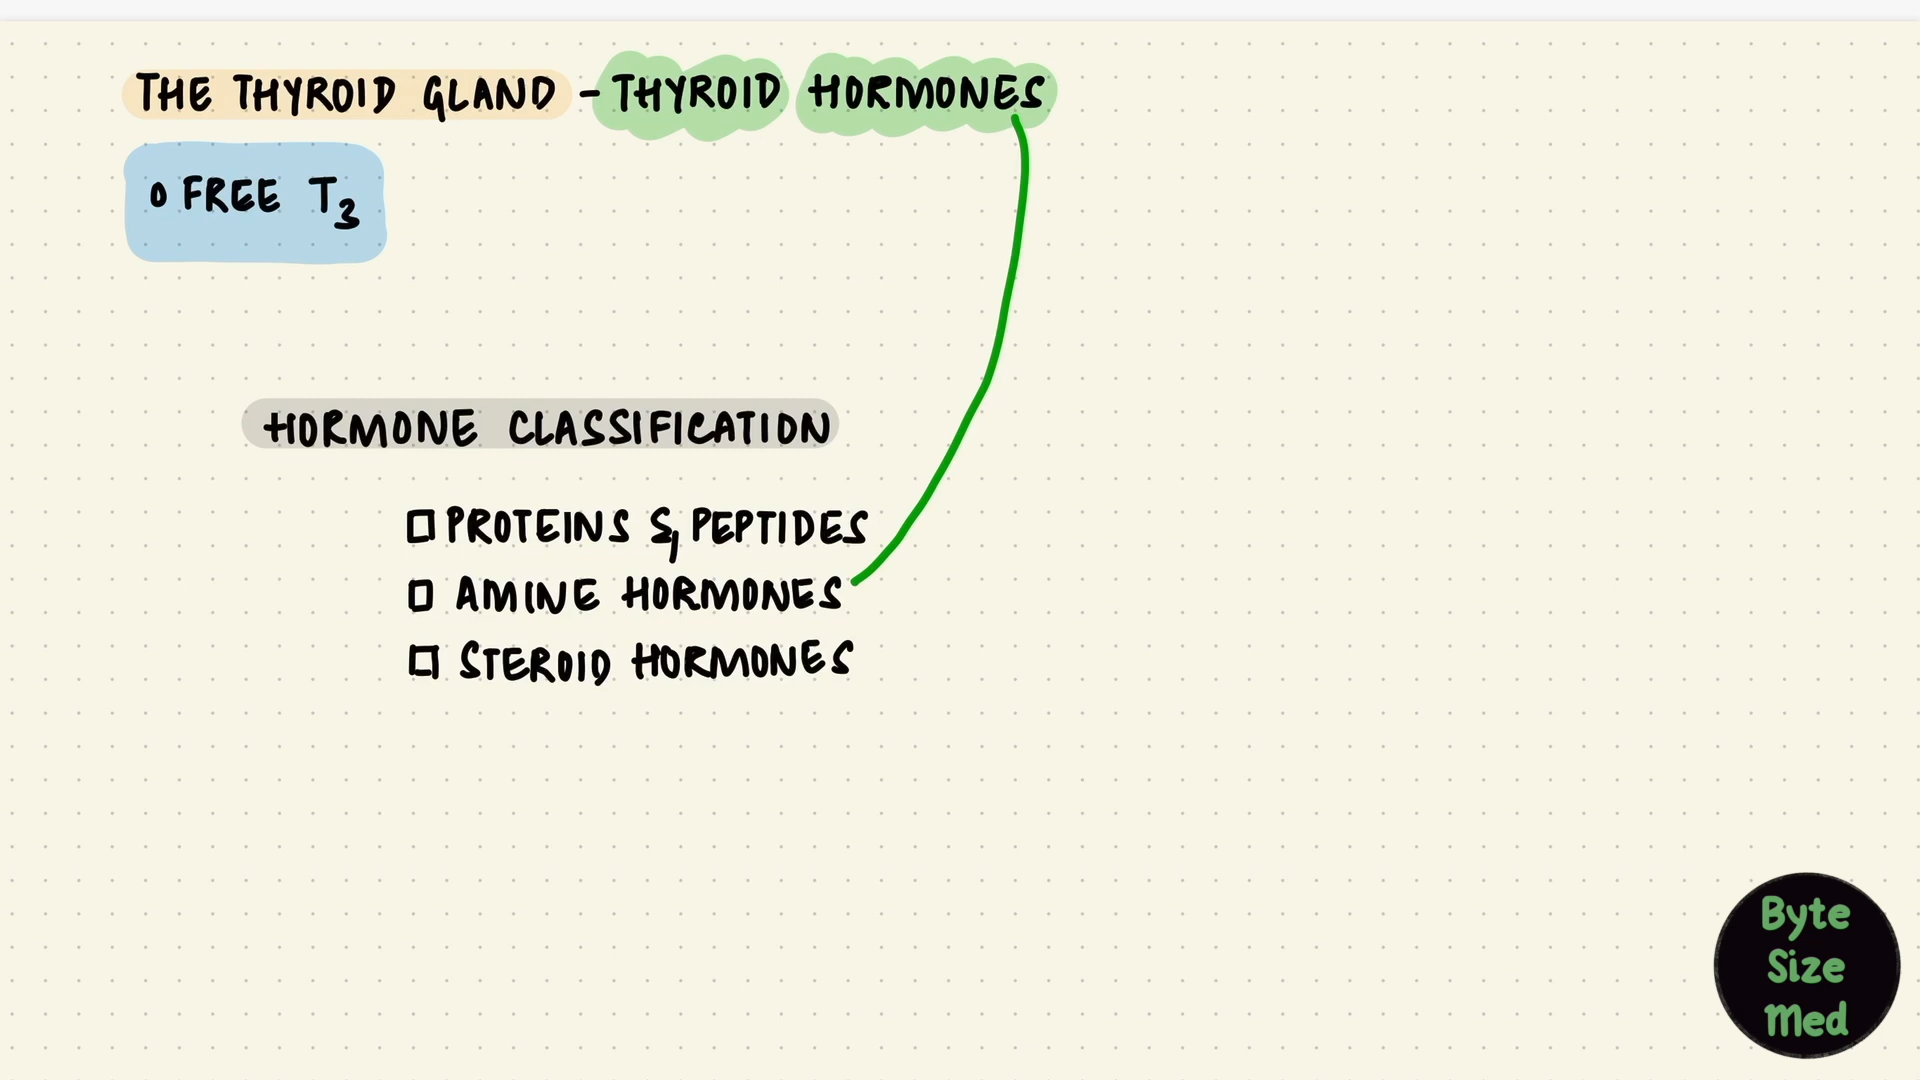 THE THYROID GLAND - THYROID HORMONES
o FREE T3
HORMONE CLASSIFICATION
□ PROTEINS & PEPTIDES
□ AMINE HORMONES
□ STEROID HORMONES
Byte
Size
Med